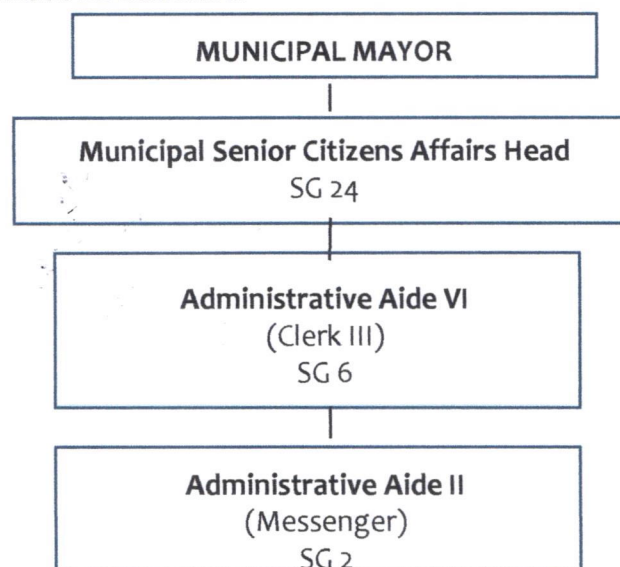 MUNICIPAL MAYOR
Municipal Senior Citizens Affairs Head
SG 24
Administrative Aide VI
(Clerk III)
SG 6
Administrative Aide II
(Messenger)
SG 2